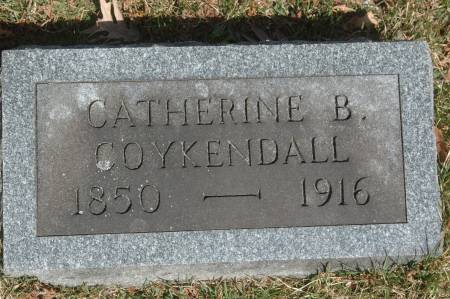 CATHERINE B.
COYKENDALL
1850 — 1916